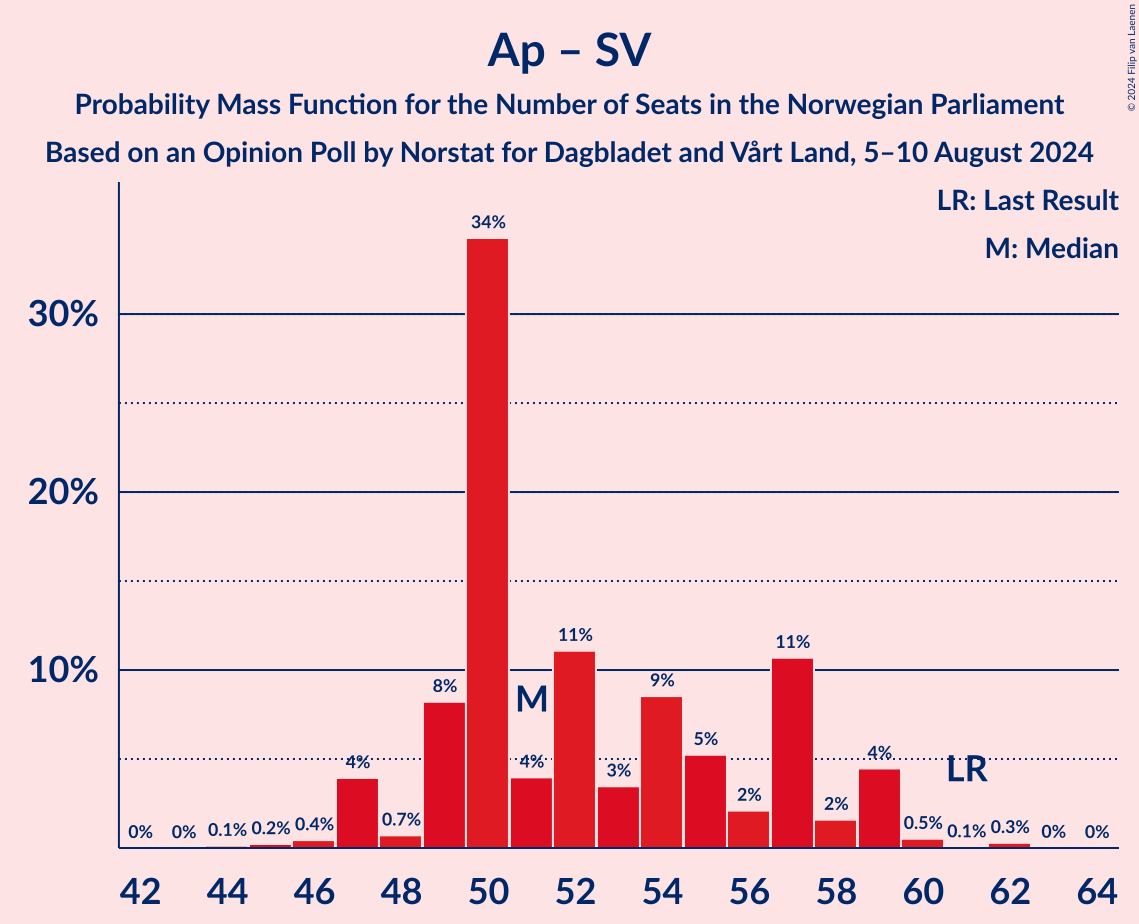 © 2024 Filip van Laenen
Ap – SV
Probability Mass Function for the Number of Seats in the Norwegian Parliament
Based on an Opinion Poll by Norstat for Dagbladet and Vårt Land, 5–10 August 2024
LR: Last Result
M: Median
34%
30%
20%
11%
11%
10%
9%
8%
M
5%
4%
4%
4%
3%
LR
2%
2%
0%
0%
0.1%
0.2%
0.4%
0.7%
0.5%
0.1%
0.3%
0%
0%
42 44 46 48 50 52 54 56 58 60 62 64